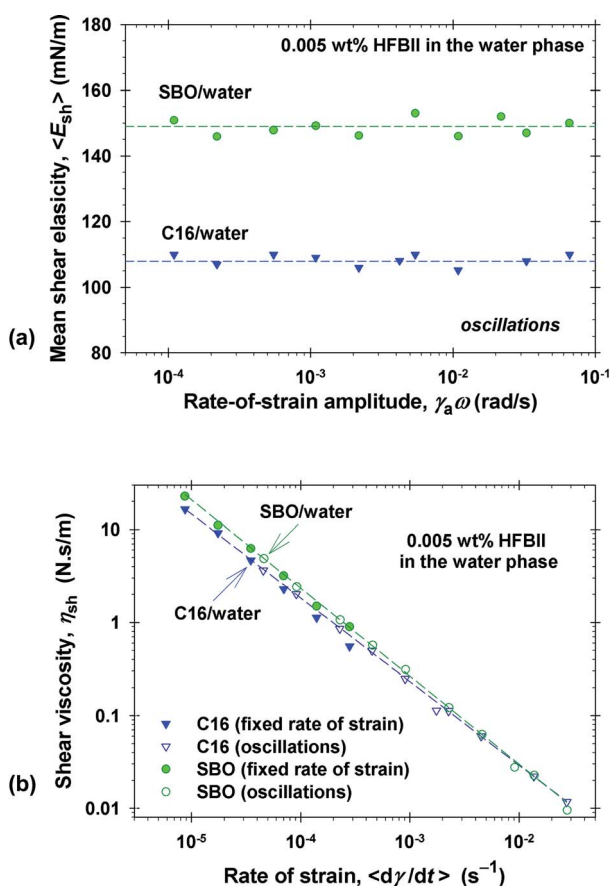 0.005 wt% HFBII in the water phase
Mean shear elasicity, <E_sh> (mN/m)
180
160
140
120
100
80
SBO/water
C16/water
oscillations
(a)
10⁻⁴
10⁻³
10⁻²
10⁻¹
Rate-of-strain amplitude, γₐω (rad/s)
Shear viscosity, η_sh (N.s/m)
10
1
0.1
0.01
SBO/water
0.005 wt% HFBII
in the water phase
C16/water
C16 (fixed rate of strain)
C16 (oscillations)
SBO (fixed rate of strain)
SBO (oscillations)
(b)
10⁻⁵
10⁻⁴
10⁻³
10⁻²
Rate of strain, <dγ/dt> (s⁻¹)